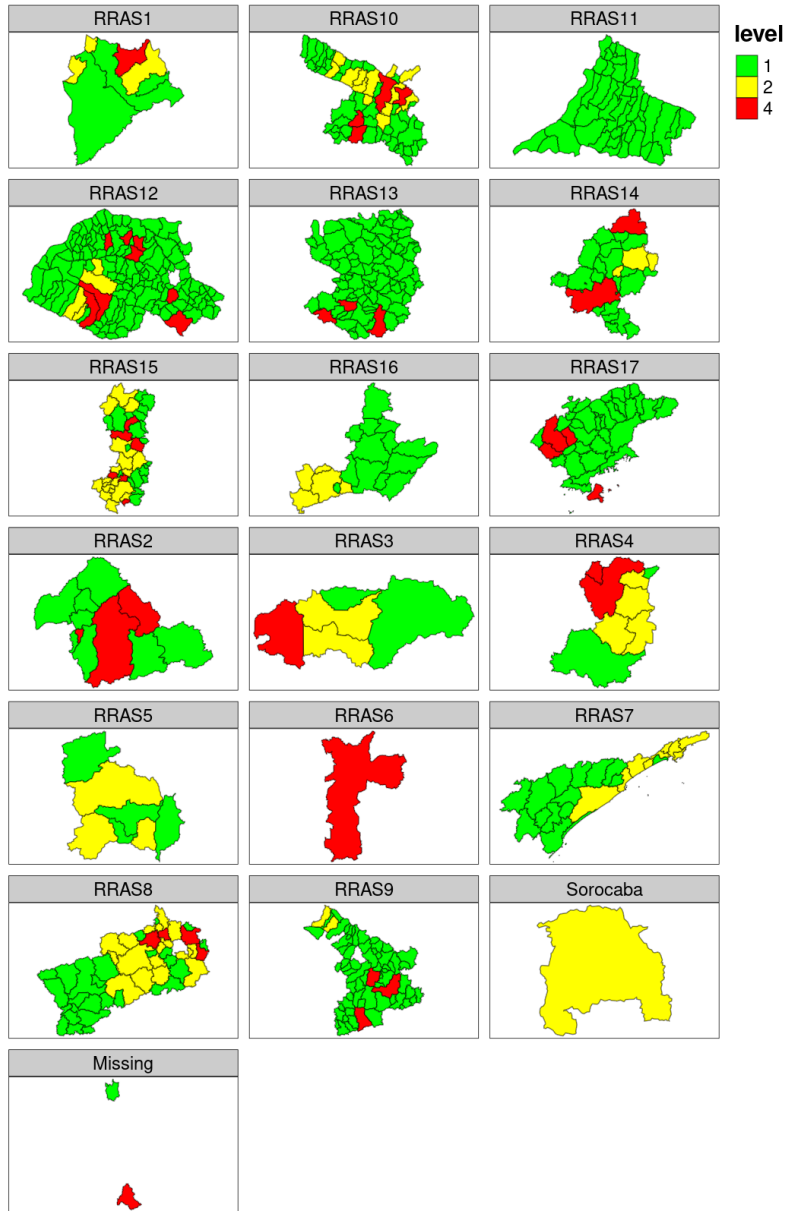 RRAS1 RRAS10 RRAS11
level
1
2
4
RRAS12 RRAS13 RRAS14
RRAS15 RRAS16 RRAS17
RRAS2 RRAS3 RRAS4
RRAS5 RRAS6 RRAS7
RRAS8 RRAS9 Sorocaba
Missing